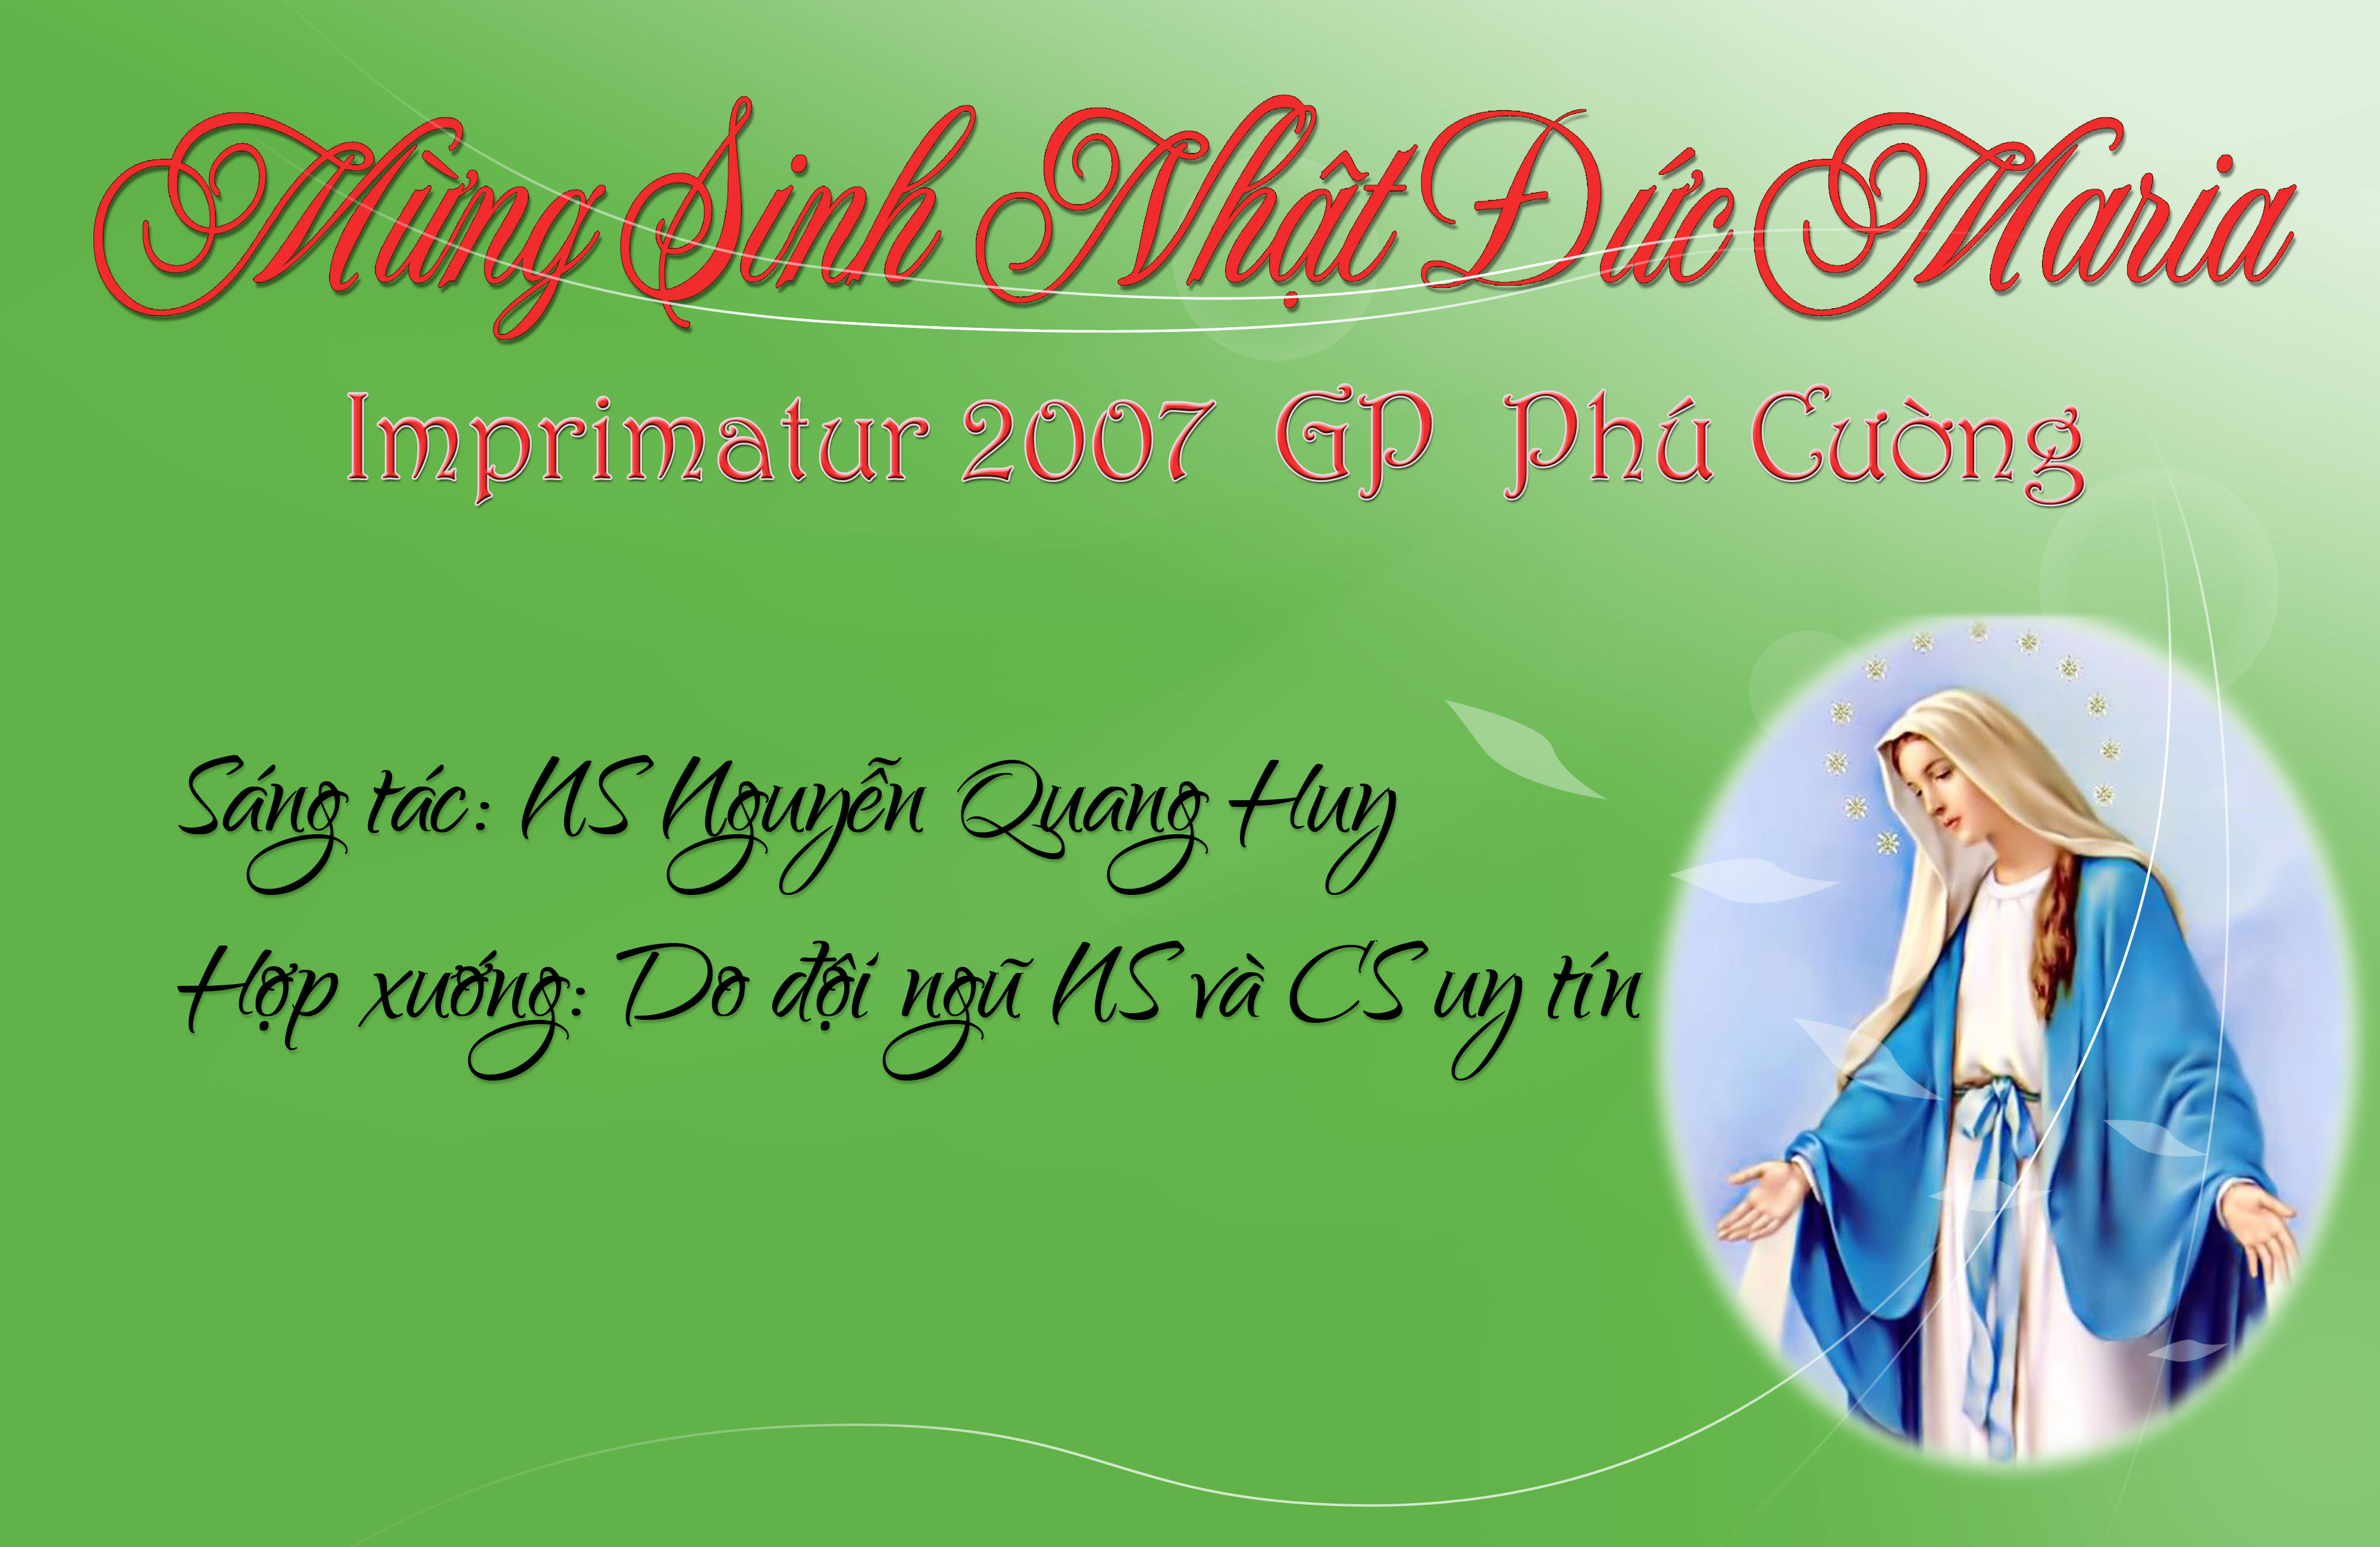 Mừng Sinh Nhật Đức Maria
Imprimatur 2007 GP Phú Cường
Sáng tác: NS Nguyễn Quang Huy
Hợp xướng: Do đội ngũ NS và CS uy tín